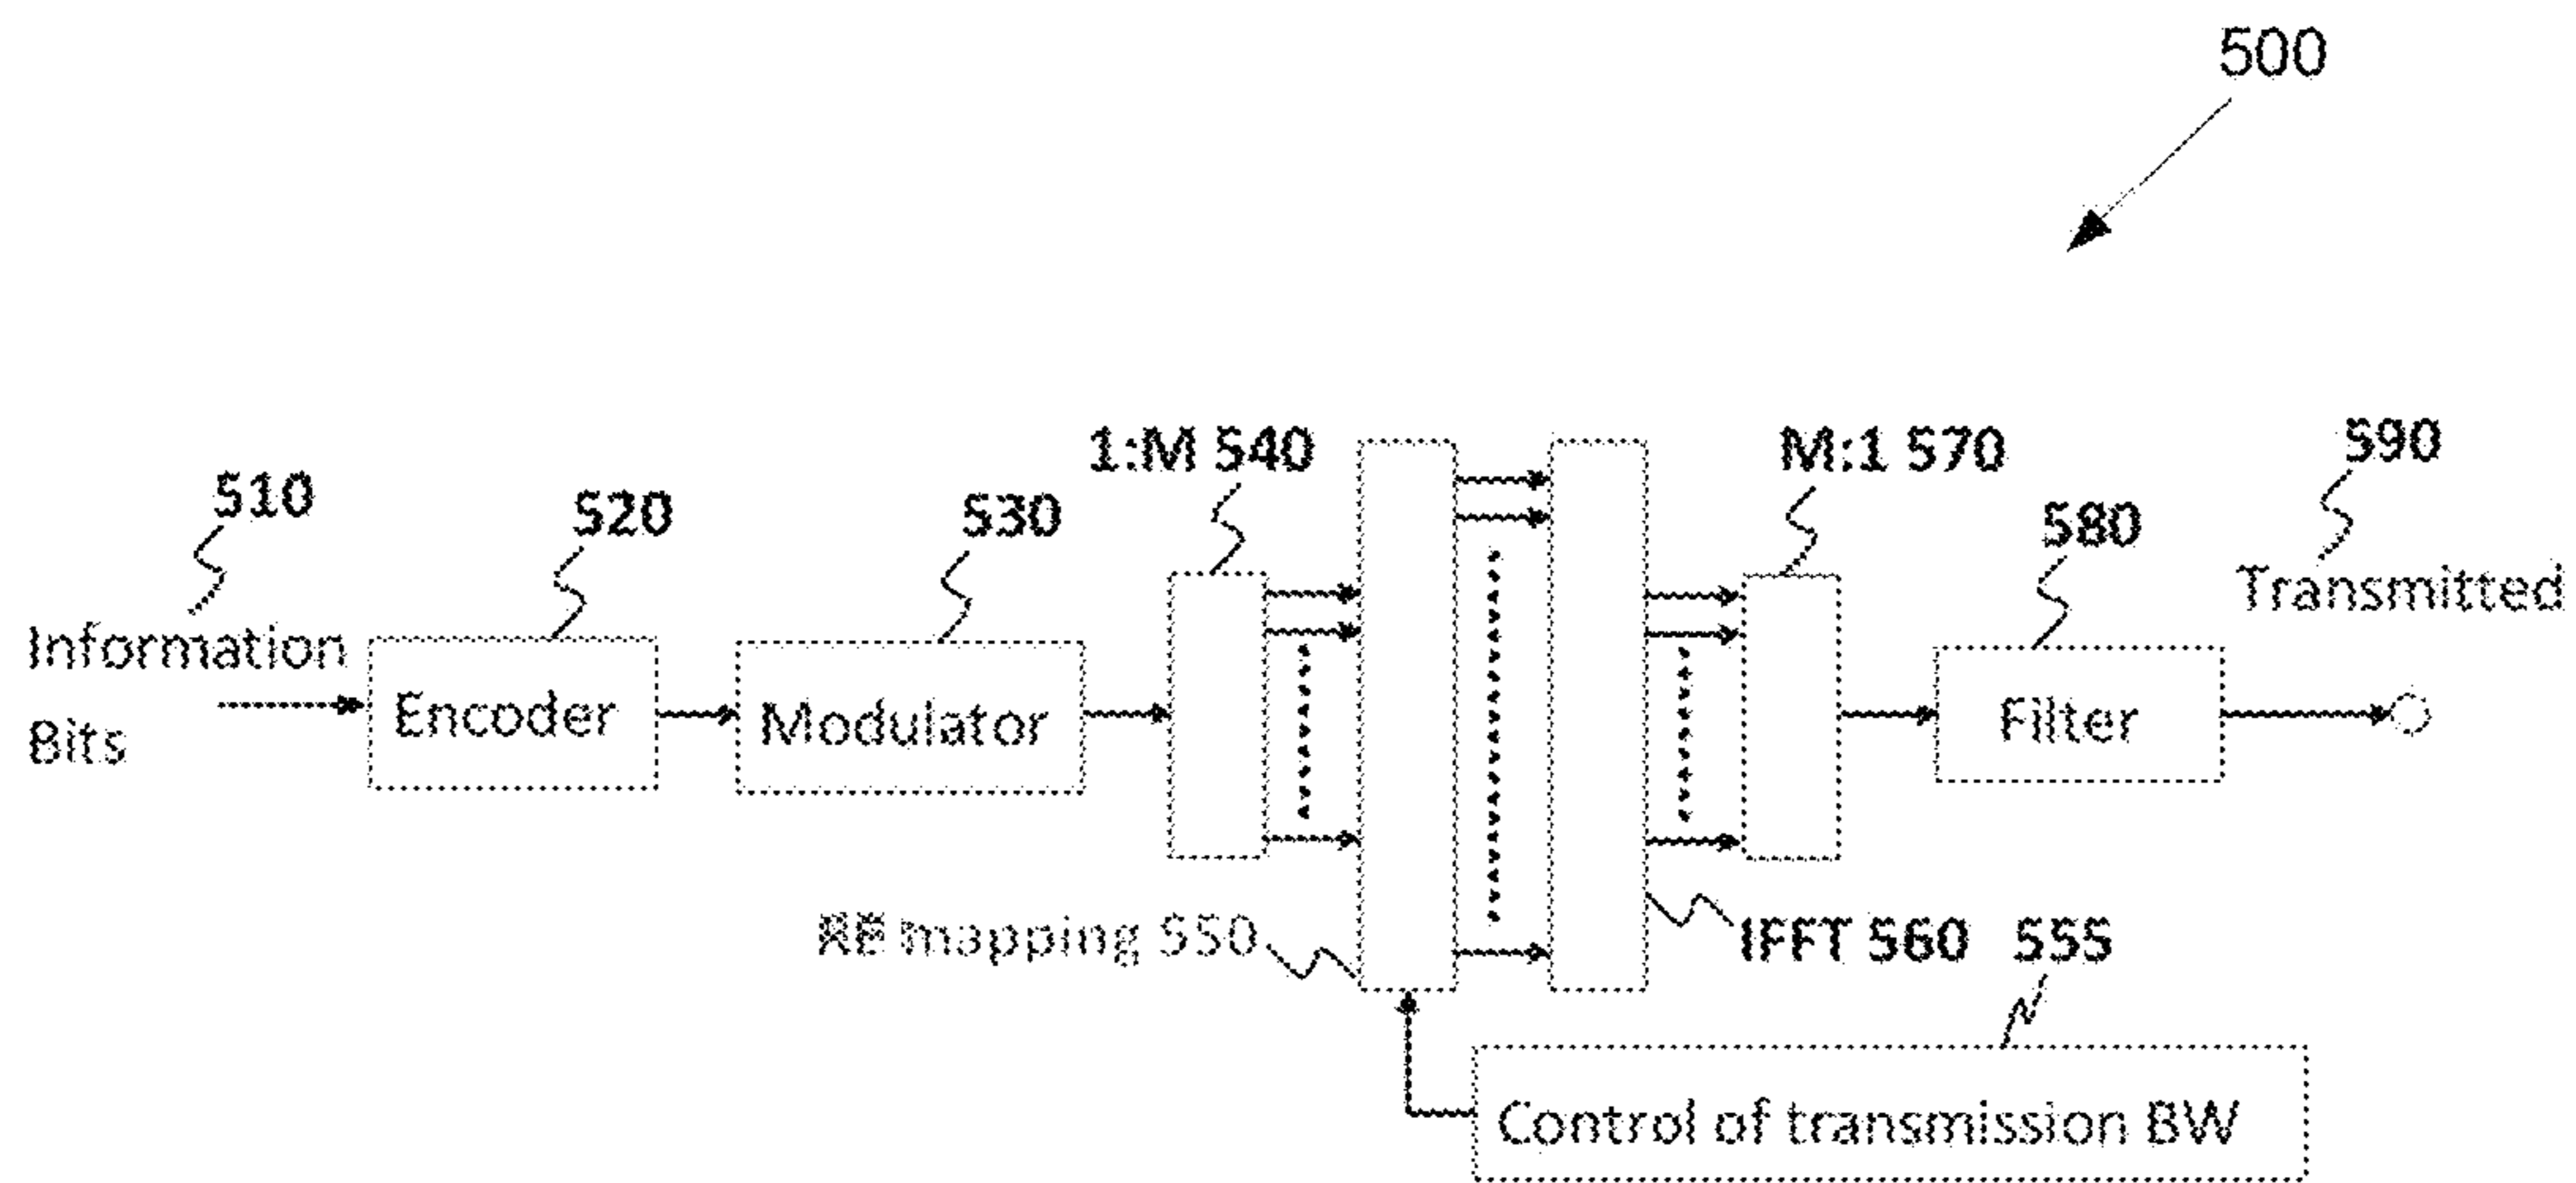 500
1:M 540
M:1 570
590
510
520
530
580
Transmitted
Information
Bits
Encoder
Modulator
Filter
RE mapping 550
IFFT 560
555
Control of transmission BW